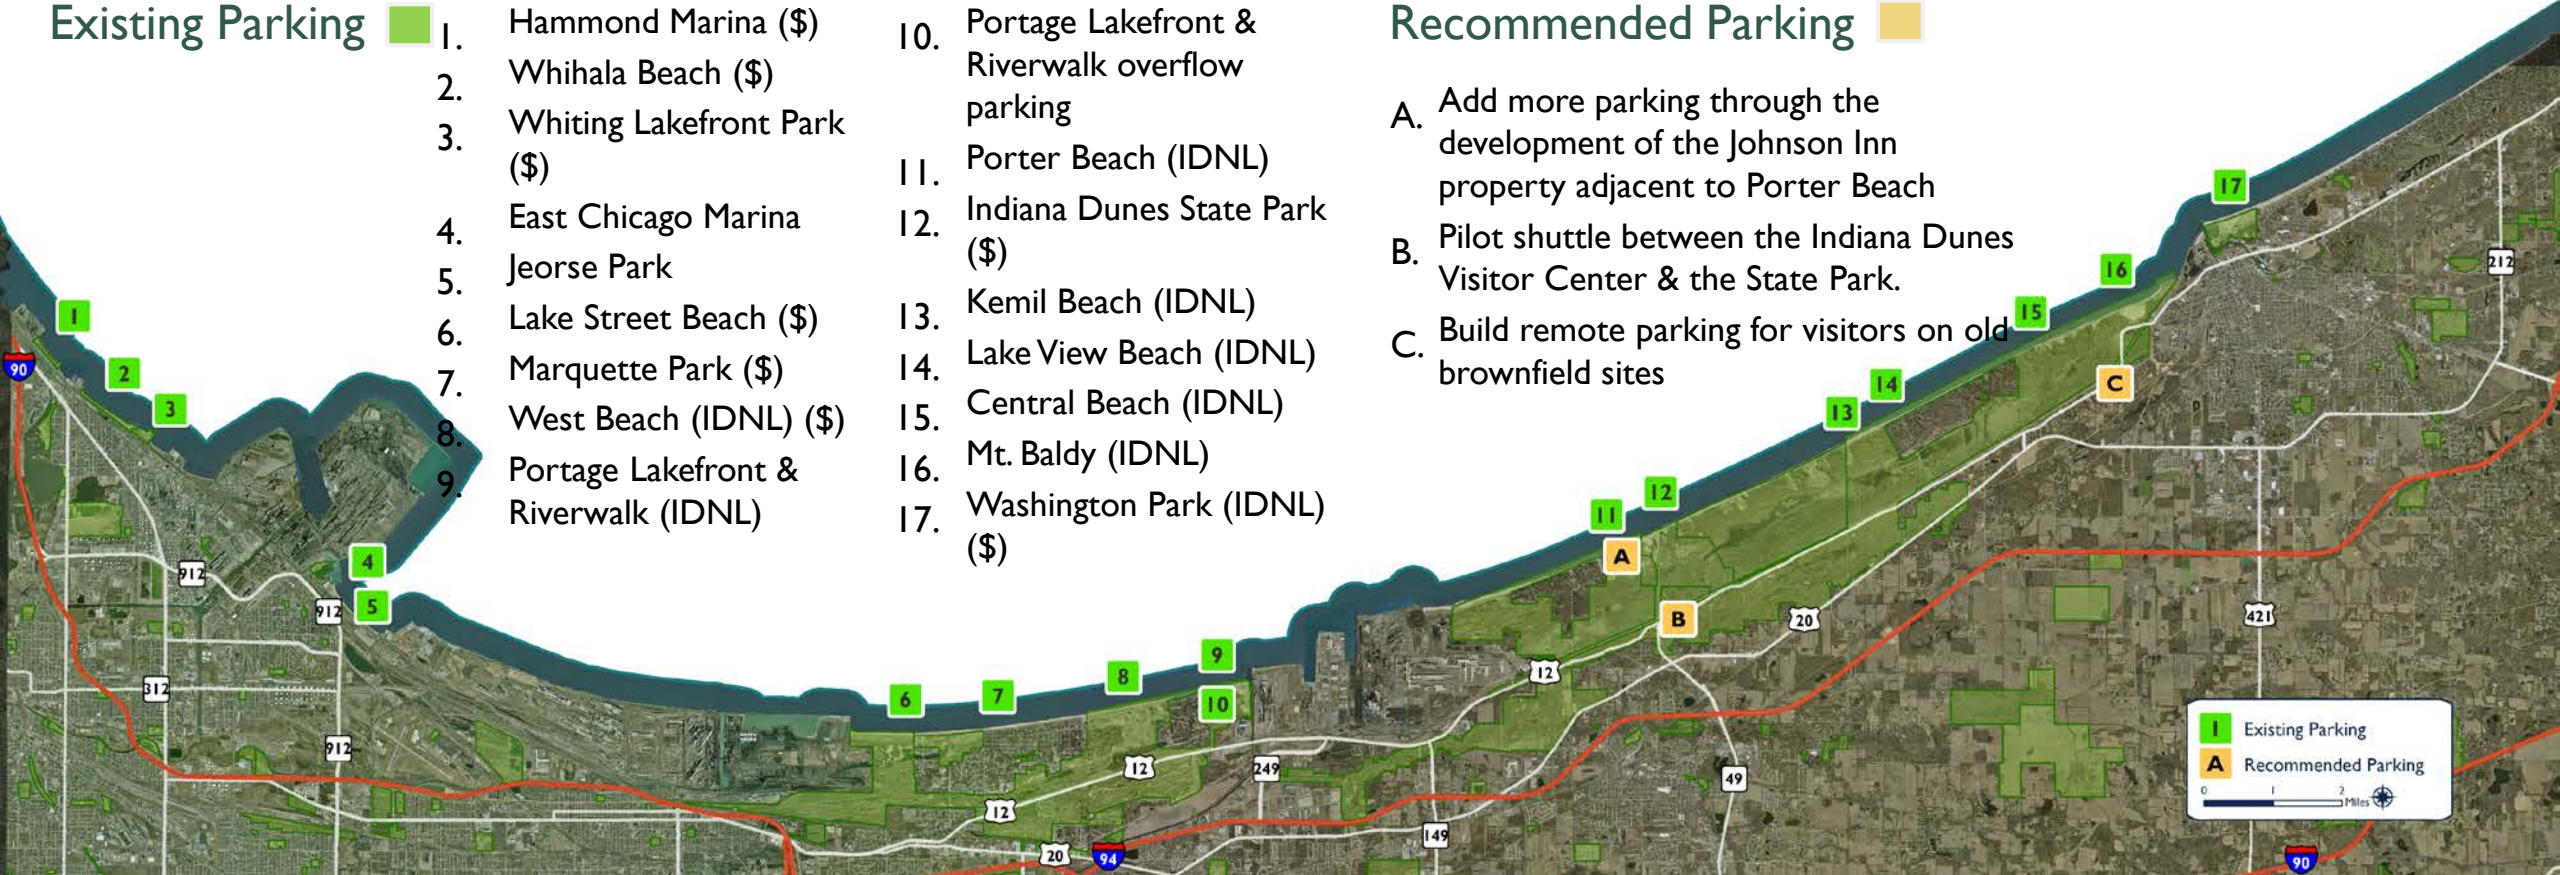 Existing Parking
1. Hammond Marina ($)
2. Whihala Beach ($)
3. Whiting Lakefront Park
($)
4. East Chicago Marina
5. Jeorse Park
6. Lake Street Beach ($)
7. Marquette Park ($)
8. West Beach (IDNL) ($)
9. Portage Lakefront &
Riverwalk (IDNL)
10. Portage Lakefront &
Riverwalk overflow
parking
11. Porter Beach (IDNL)
12. Indiana Dunes State Park
($)
13. Kemil Beach (IDNL)
14. Lake View Beach (IDNL)
15. Central Beach (IDNL)
16. Mt. Baldy (IDNL)
17. Washington Park (IDNL)
($)
Recommended Parking
A. Add more parking through the
development of the Johnson Inn
property adjacent to Porter Beach
B. Pilot shuttle between the Indiana Dunes
Visitor Center & the State Park.
C. Build remote parking for visitors on old
brownfield sites
1
2
3
4
5
6
7
8
9
10
11
12
13
14
15
16
17
A
B
C
90
912
912
312
912
12
12
20
94
249
149
12
20
49
421
212
90
1 Existing Parking
A Recommended Parking
0 1 2 Miles